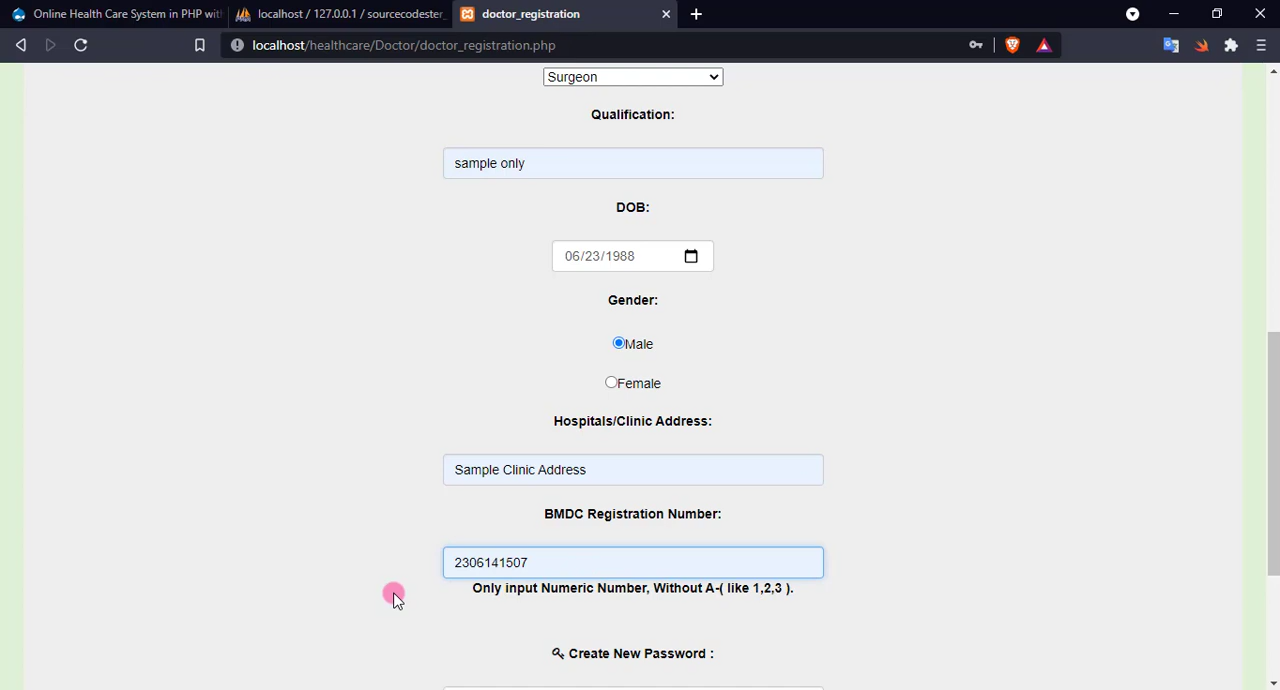 Online Health Care System in PHP wit
localhost / 127.0.0.1 / sourcecodester_
doctor_registration
localhost/healthcare/Doctor/doctor_registration.php
Surgeon
Qualification:
sample only
DOB:
06/23/1988
Gender:
Male
Female
Hospitals/Clinic Address:
Sample Clinic Address
BMDC Registration Number:
2306141507
Only input Numeric Number, Without A-( like 1,2,3 ).
Create New Password :